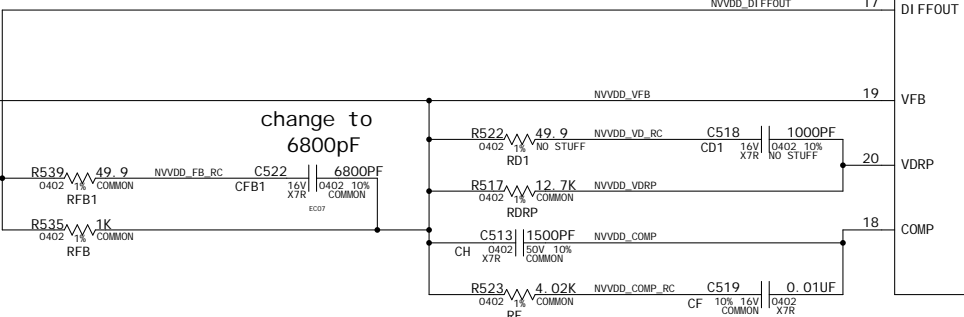 NVVDD_DIFFOUT 17 DIFFOUT
NVVDD_VFB 19 VFB
change to
6800pF
R522 49.9 NVVDD_VD_RC C518 1000PF
0402 1% NO STUFF CD1 16V 0402 10%
RD1 X7R NO STUFF
20 VDRP
R539 49.9 NVVDD_FB_RC C522 6800PF
0402 1% COMMON CFB1 16V 0402 10%
RFB1 X7R COMMON
EC07
R517 12.7K NVVDD_VDRP
0402 1% COMMON
RDRP
R535 1K
0402 1% COMMON
RFB
18 COMP
C513 1500PF NVVDD_COMP
CH 0402 50V 10%
X7R COMMON
R523 4.02K NVVDD_COMP_RC C519 0.01UF
0402 1% COMMON CF 10% 16V 0402
RF COMMON X7R